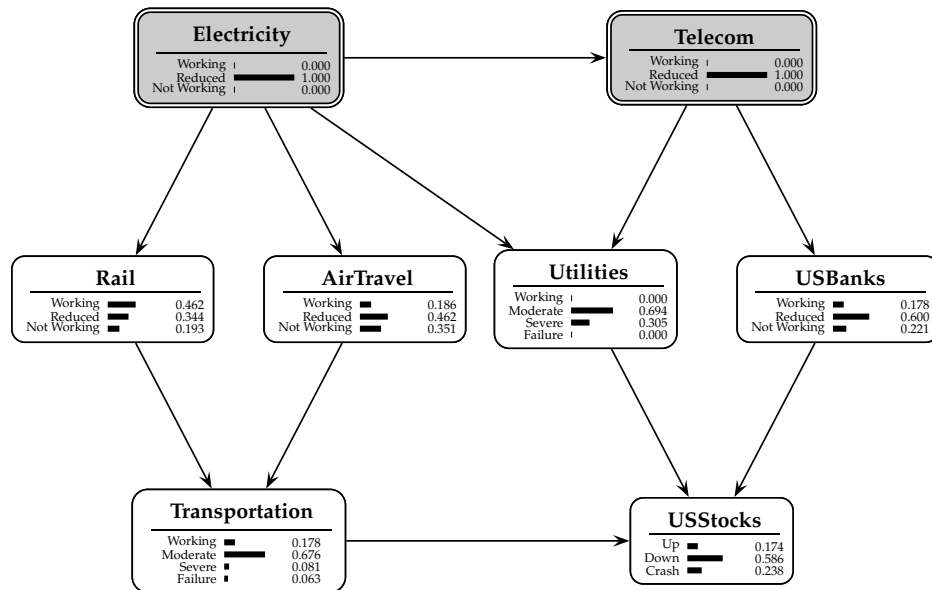 Electricity
Working 0.000
Reduced 1.000
Not Working 0.000
Telecom
Working 0.000
Reduced 1.000
Not Working 0.000
Rail
Working 0.462
Reduced 0.344
Not Working 0.193
AirTravel
Working 0.186
Reduced 0.462
Not Working 0.351
Utilities
Working 0.000
Moderate 0.694
Severe 0.305
Failure 0.000
USBanks
Working 0.178
Reduced 0.600
Not Working 0.221
Transportation
Working 0.178
Moderate 0.676
Severe 0.081
Failure 0.063
USStocks
Up 0.174
Down 0.586
Crash 0.238